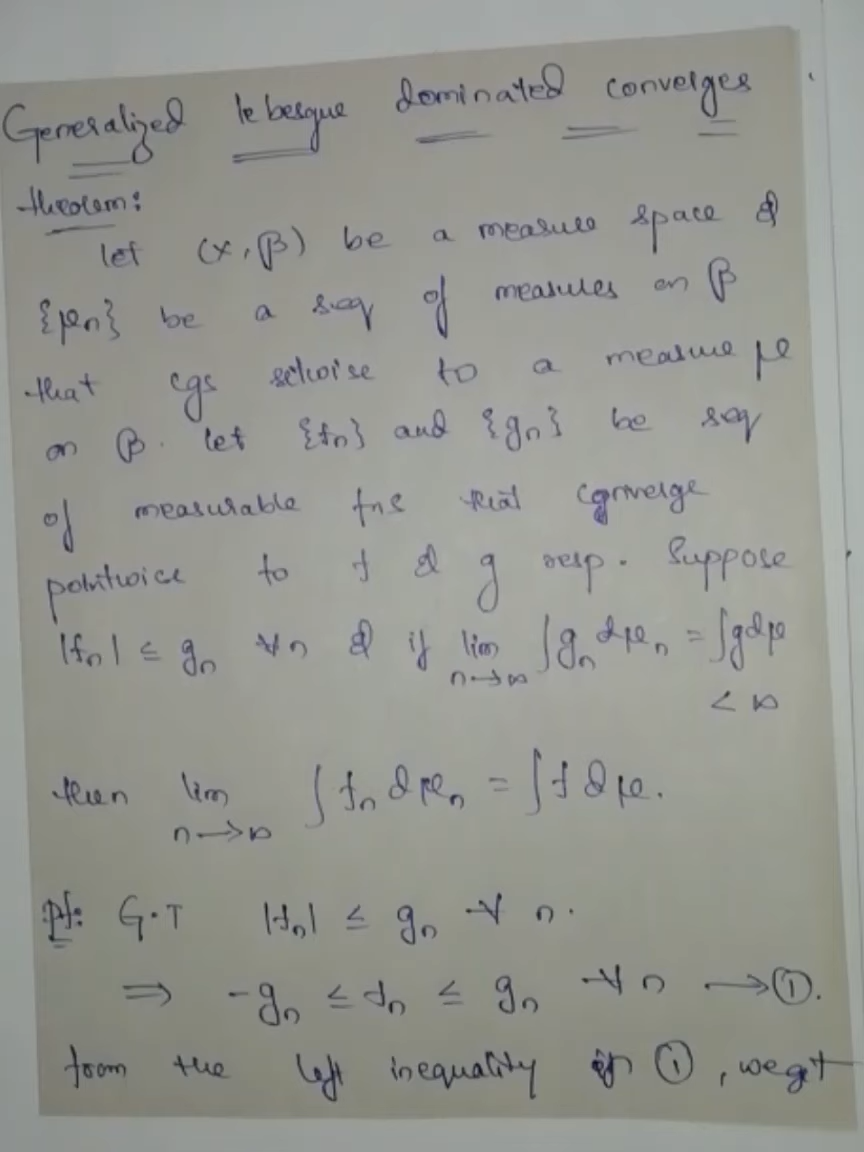 Generalized lebesgue dominated converges
theorem:
let (x, β) be a measure space &
{μn} be a seq of measures on β
that cgs setwise to a measure μ
on β. let {fn} and {gn} be seq
of measurable fns that converge
pointwice to f & g resp. Suppose
|fn| ≤ gn ∀n & if lim n→∞ ∫gn dμn = ∫gdμ
< ∞
then lim n→∞ ∫ fn dμn = ∫ f dμ.
Pf: G.T |fn| ≤ gn ∀ n.
⇒ -gn ≤ fn ≤ gn ∀ n → ①.
from the left inequality in ①, we get